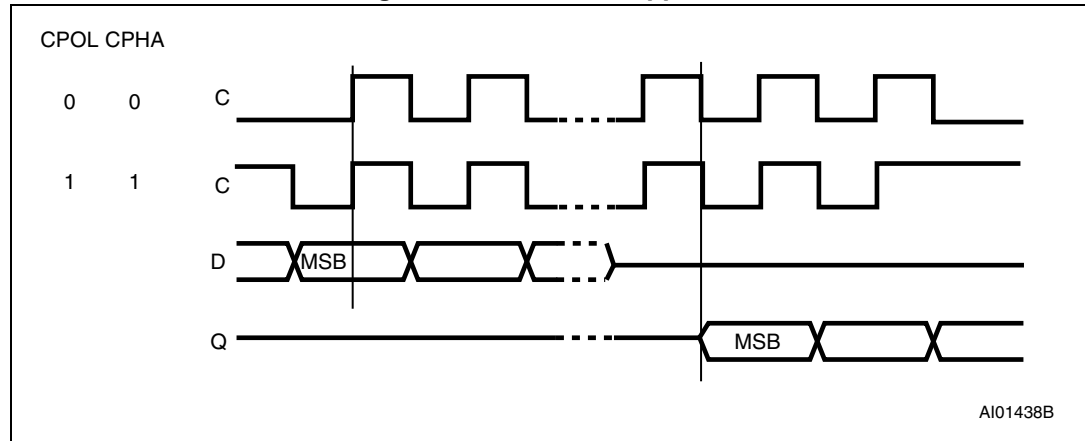 CPOL CPHA
0 0 C
1 1 C
D MSB
Q MSB
AI01438B